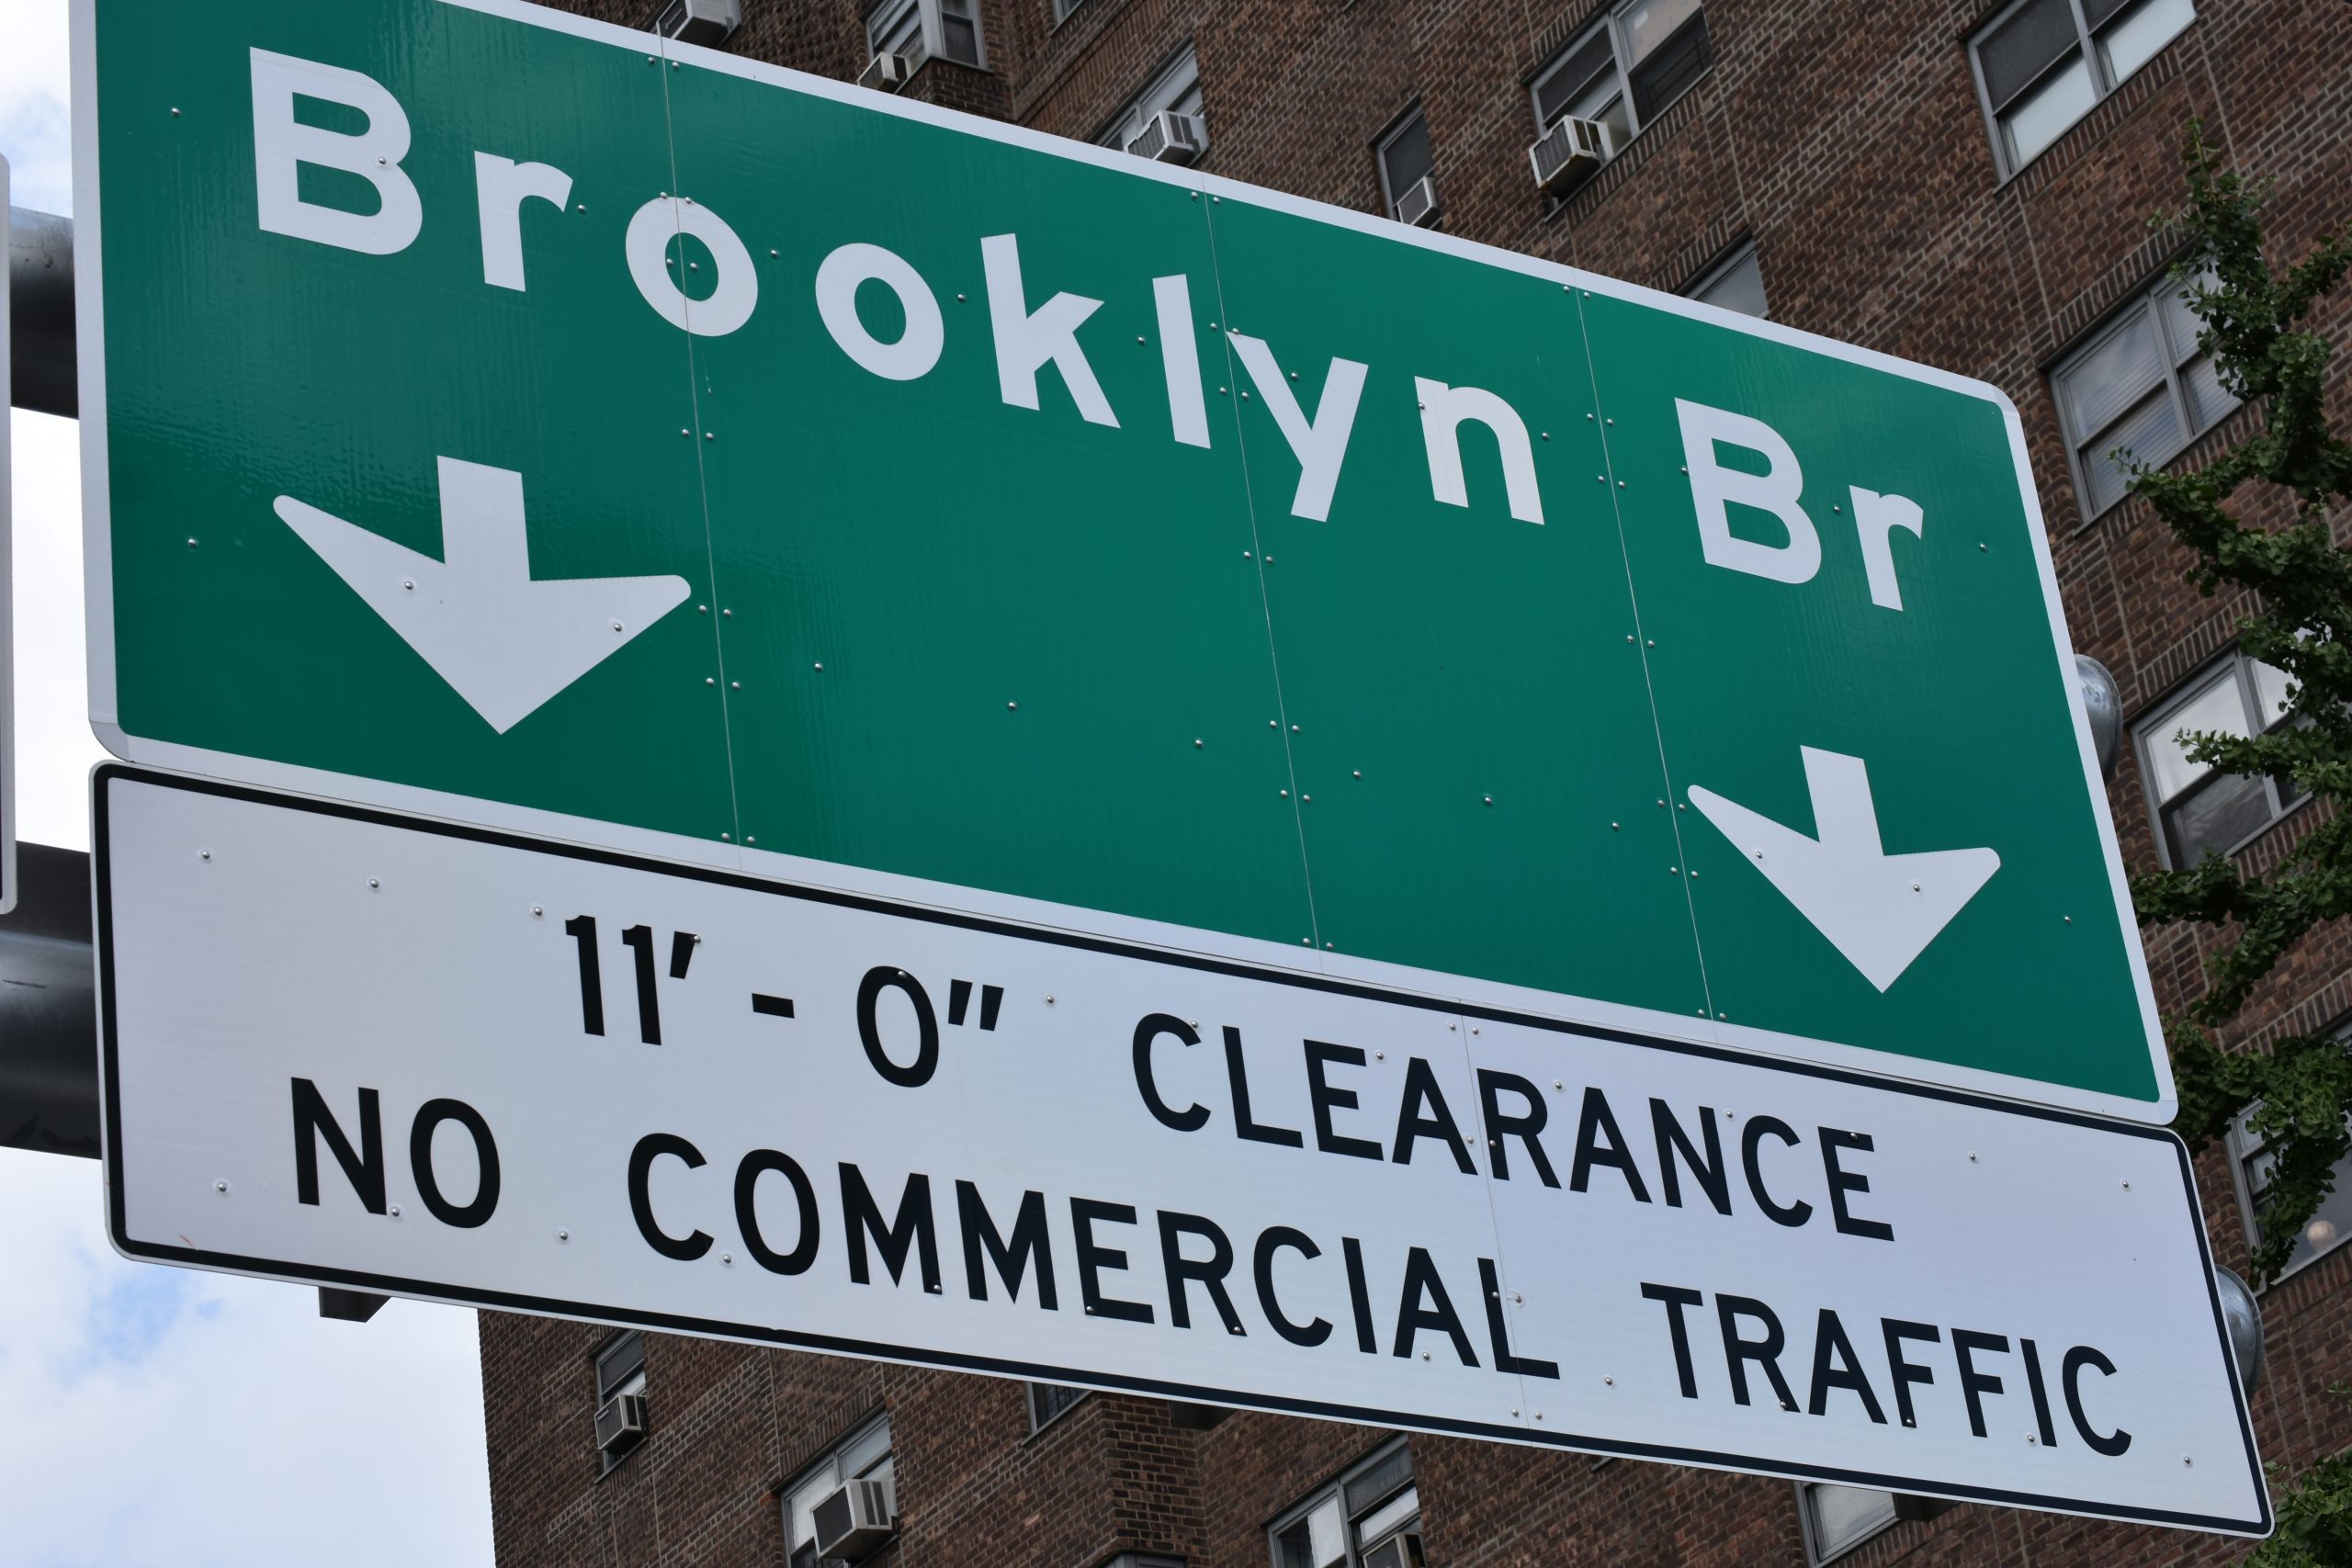 Brooklyn Br
11' - 0" CLEARANCE
NO COMMERCIAL TRAFFIC